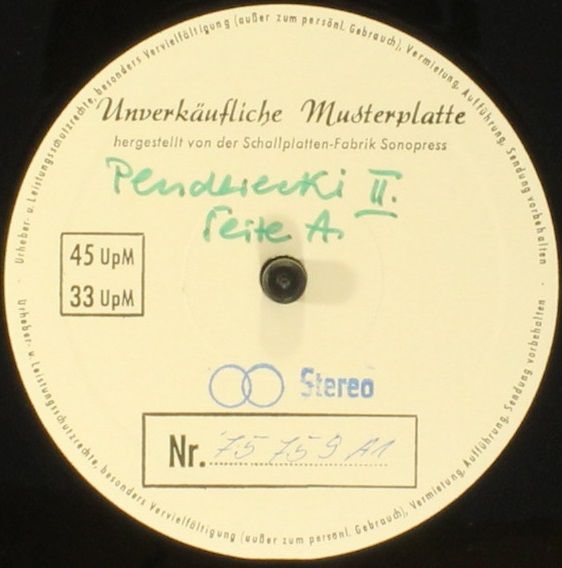 Urheber- u. Leistungsschutzrechte, besonders Vervielfältigung (außer zum persönl. Gebrauch), Vermietung, Aufführung, Sendung vorbehalten ·
Unverkäufliche Musterplatte
hergestellt von der Schallplatten-Fabrik Sonopress
Penderecki II.
Seite A.
45 UpM
33 UpM
Stereo
Nr. 75 759 A1
Urheber- u. Leistungsschutzrechte, besonders Vervielfältigung (außer zum persönl. Gebrauch), Vermietung, Aufführung, Sendung vorbehalten ·